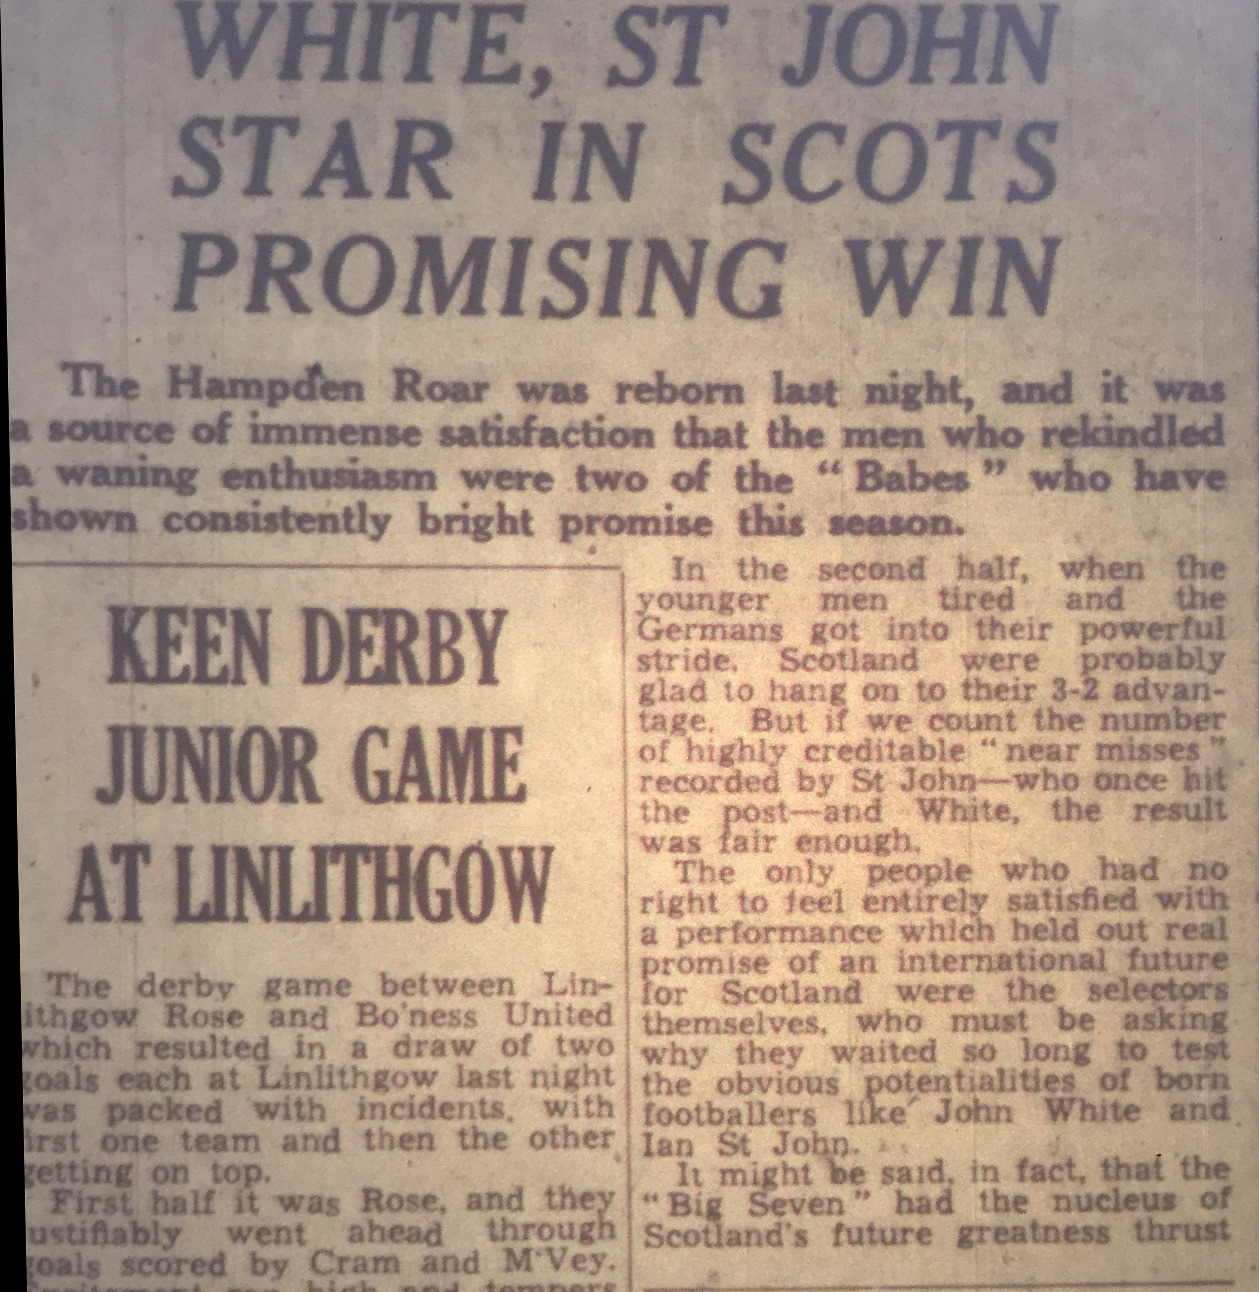 WHITE, ST JOHN
STAR IN SCOTS
PROMISING WIN
The Hampden Roar was reborn last night, and it was
a source of immense satisfaction that the men who rekindled
a waning enthusiasm were two of the “Babes” who have
shown consistently bright promise this season.
KEEN DERBY
JUNIOR GAME
AT LINLITHGOW
The derby game between Lin-
ithgow Rose and Bo'ness United
which resulted in a draw of two
goals each at Linlithgow last night
was packed with incidents, with
irst one team and then the other
getting on top.
First half it was Rose, and they
ustifiably went ahead through
goals scored by Cram and M'Vey.
Excitement ran high and tempers
In the second half, when the
younger men tired and the
Germans got into their powerful
stride, Scotland were probably
glad to hang on to their 3-2 advan-
tage. But if we count the number
of highly creditable “near misses”
recorded by St John—who once hit
the post—and White, the result
was fair enough.
The only people who had no
right to feel entirely satisfied with
a performance which held out real
promise of an international future
for Scotland were the selectors
themselves, who must be asking
why they waited so long to test
the obvious potentialities of born
footballers like John White and
Ian St John.
It might be said, in fact, that the
“Big Seven” had the nucleus of
Scotland's future greatness thrust